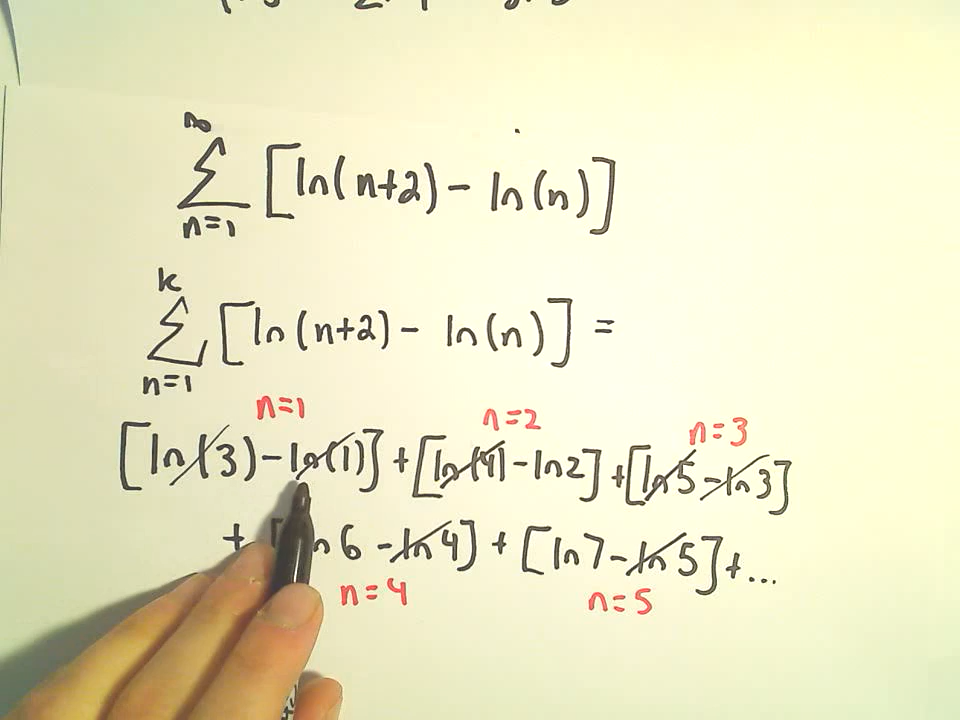 ∞
∑ [ln(n+2) - ln(n)]
n=1
k
∑ [ln(n+2) - ln(n)] =
n=1
n=1 n=2 n=3
[ln(3) - ln(1)] + [ln(4) - ln2] + [ln5 - ln3]
+ [ln6 - ln4] + [ln7 - ln5] + ...
n=4 n=5